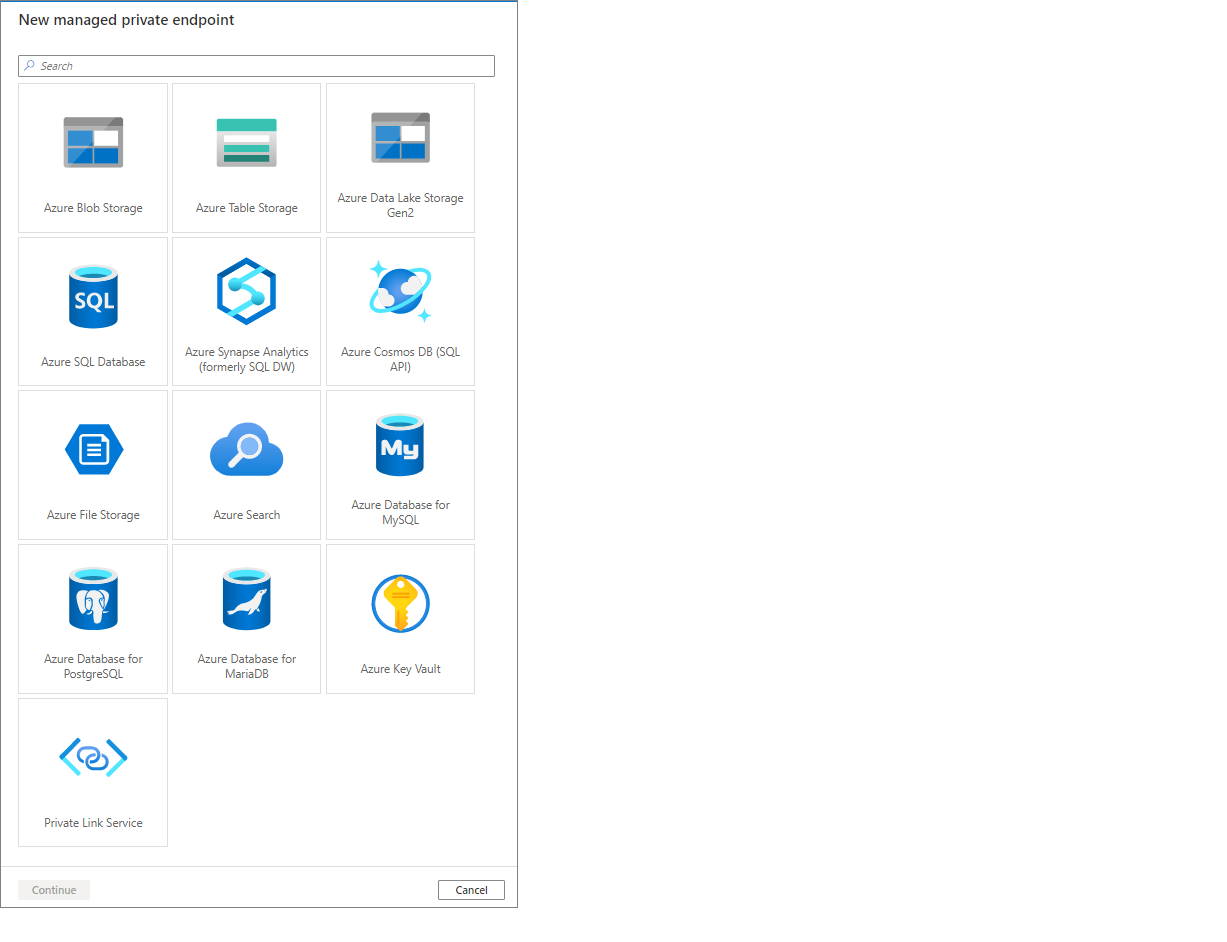 New managed private endpoint
Search
Azure Blob Storage
Azure Table Storage
Azure Data Lake Storage
Gen2
SQL
Azure SQL Database
Azure Synapse Analytics
(formerly SQL DW)
Azure Cosmos DB (SQL
API)
Azure File Storage
Azure Search
My
Azure Database for
MySQL
Azure Database for
PostgreSQL
Azure Database for
MariaDB
Azure Key Vault
Private Link Service
Continue
Cancel